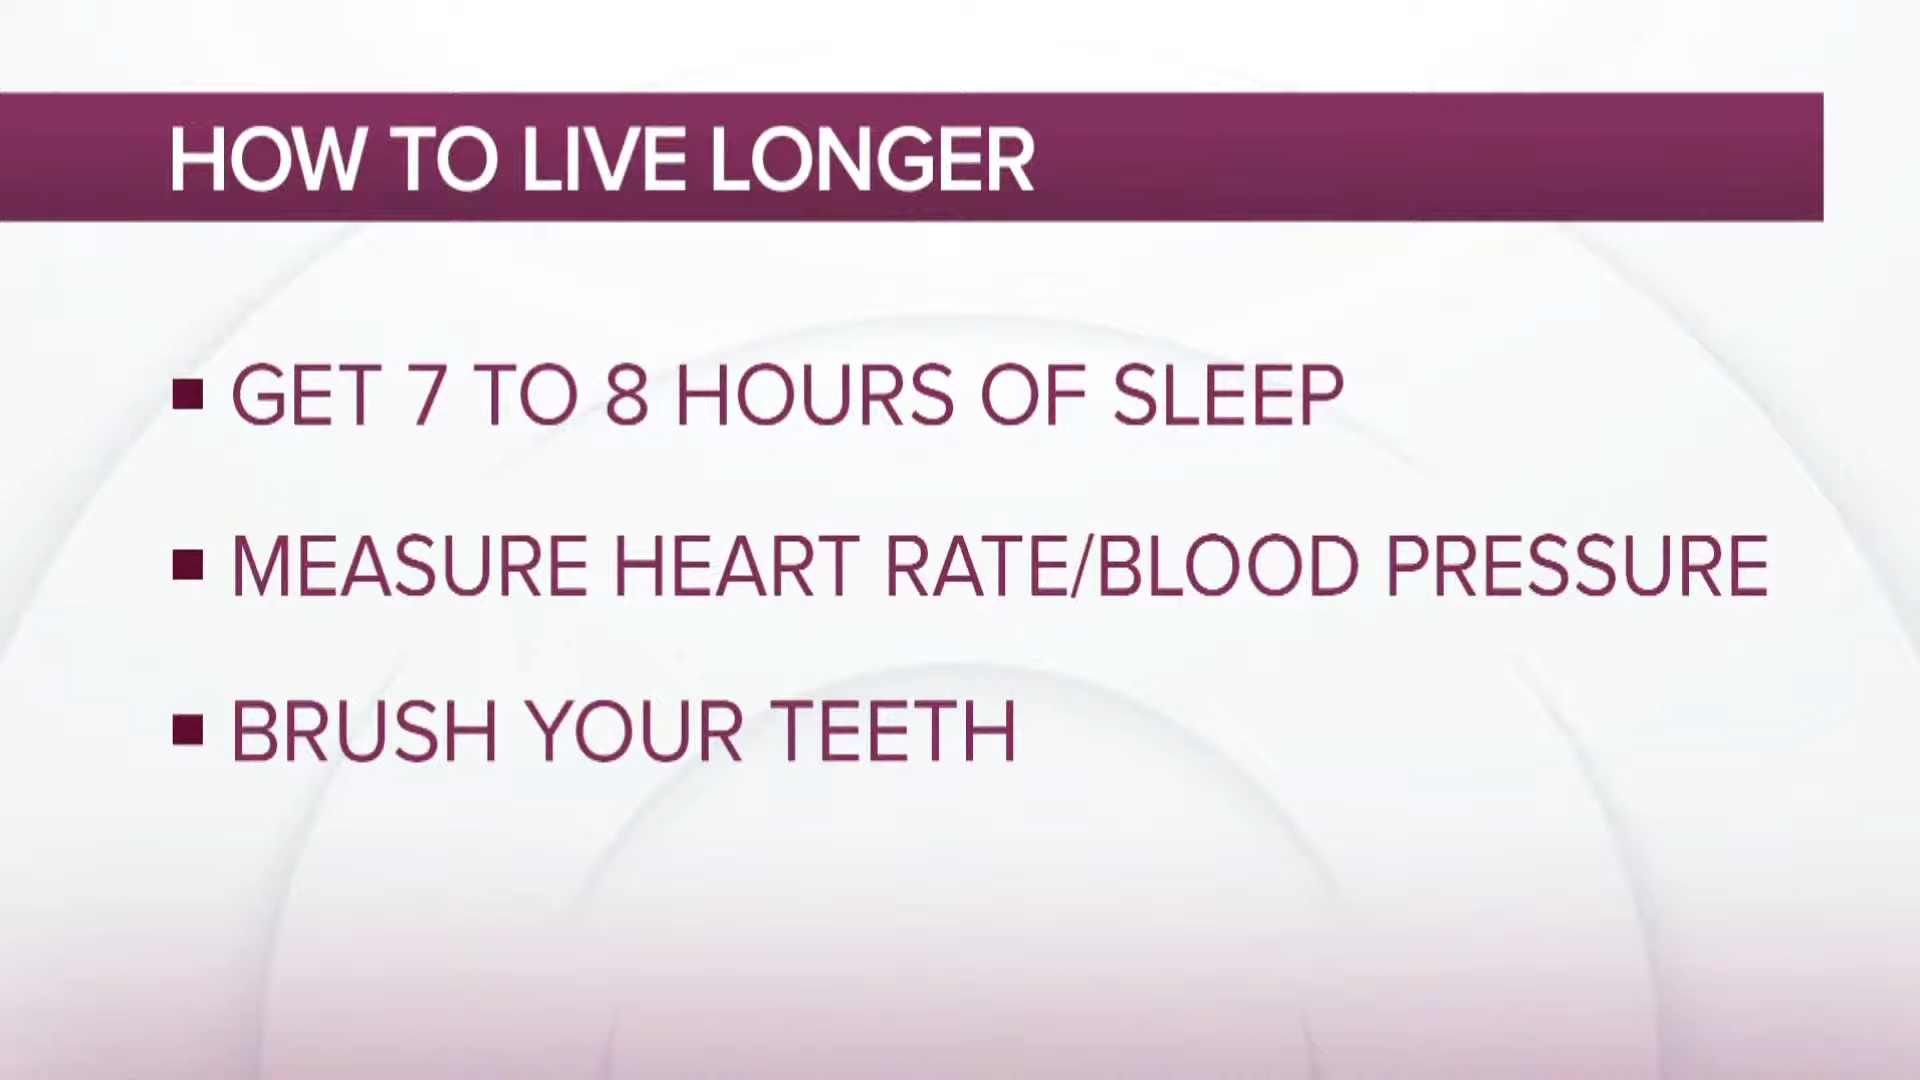 HOW TO LIVE LONGER
▪ GET 7 TO 8 HOURS OF SLEEP
▪ MEASURE HEART RATE/BLOOD PRESSURE
▪ BRUSH YOUR TEETH